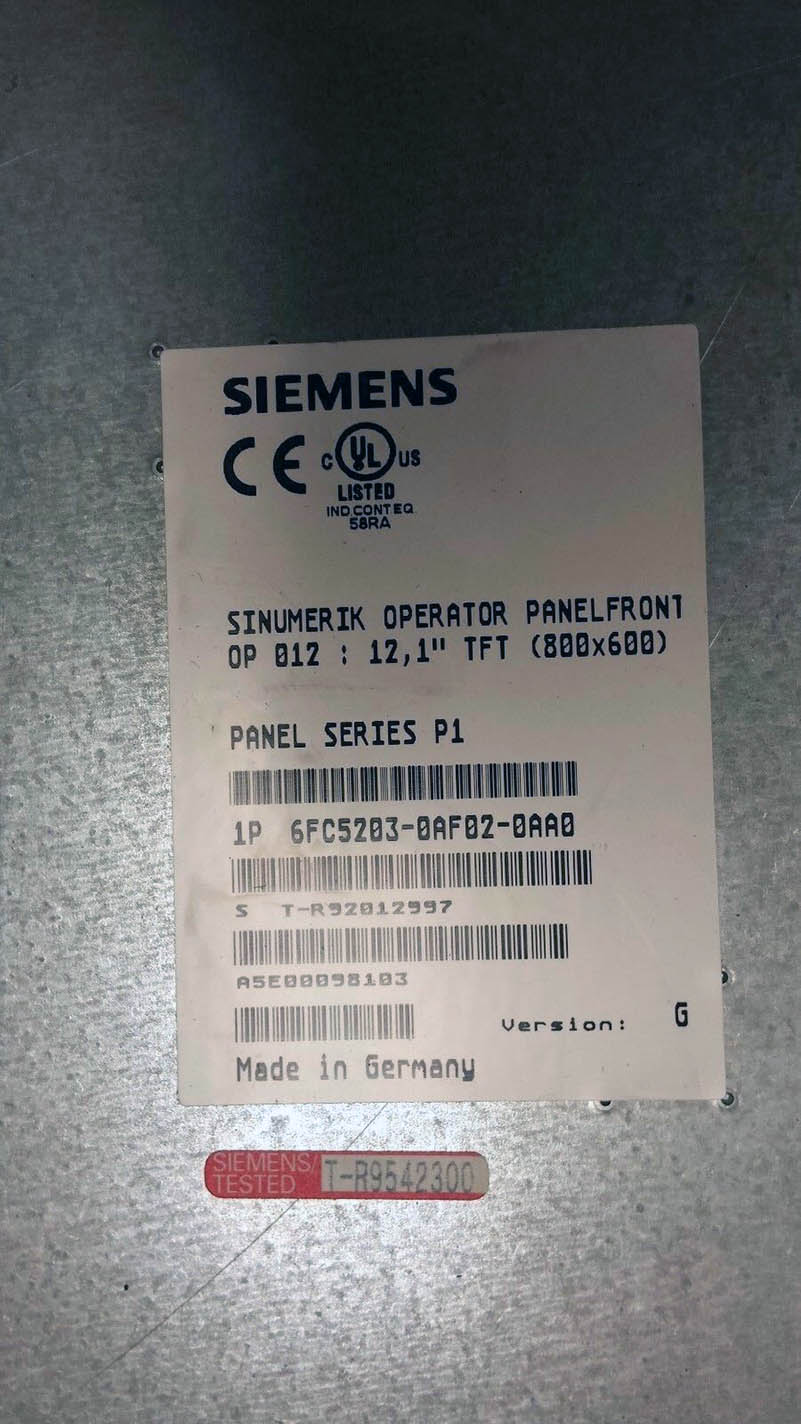 SIEMENS
CE C UL US
LISTED
IND.CONT.EQ.
58RA
SINUMERIK OPERATOR PANELFRONT
OP 012 : 12,1" TFT (800x600)
PANEL SERIES P1
1P 6FC5203-0AF02-0AA0
S T-R92012997
A5E00098103
Version: G
Made in Germany
SIEMENS/
TESTED T-R9542300